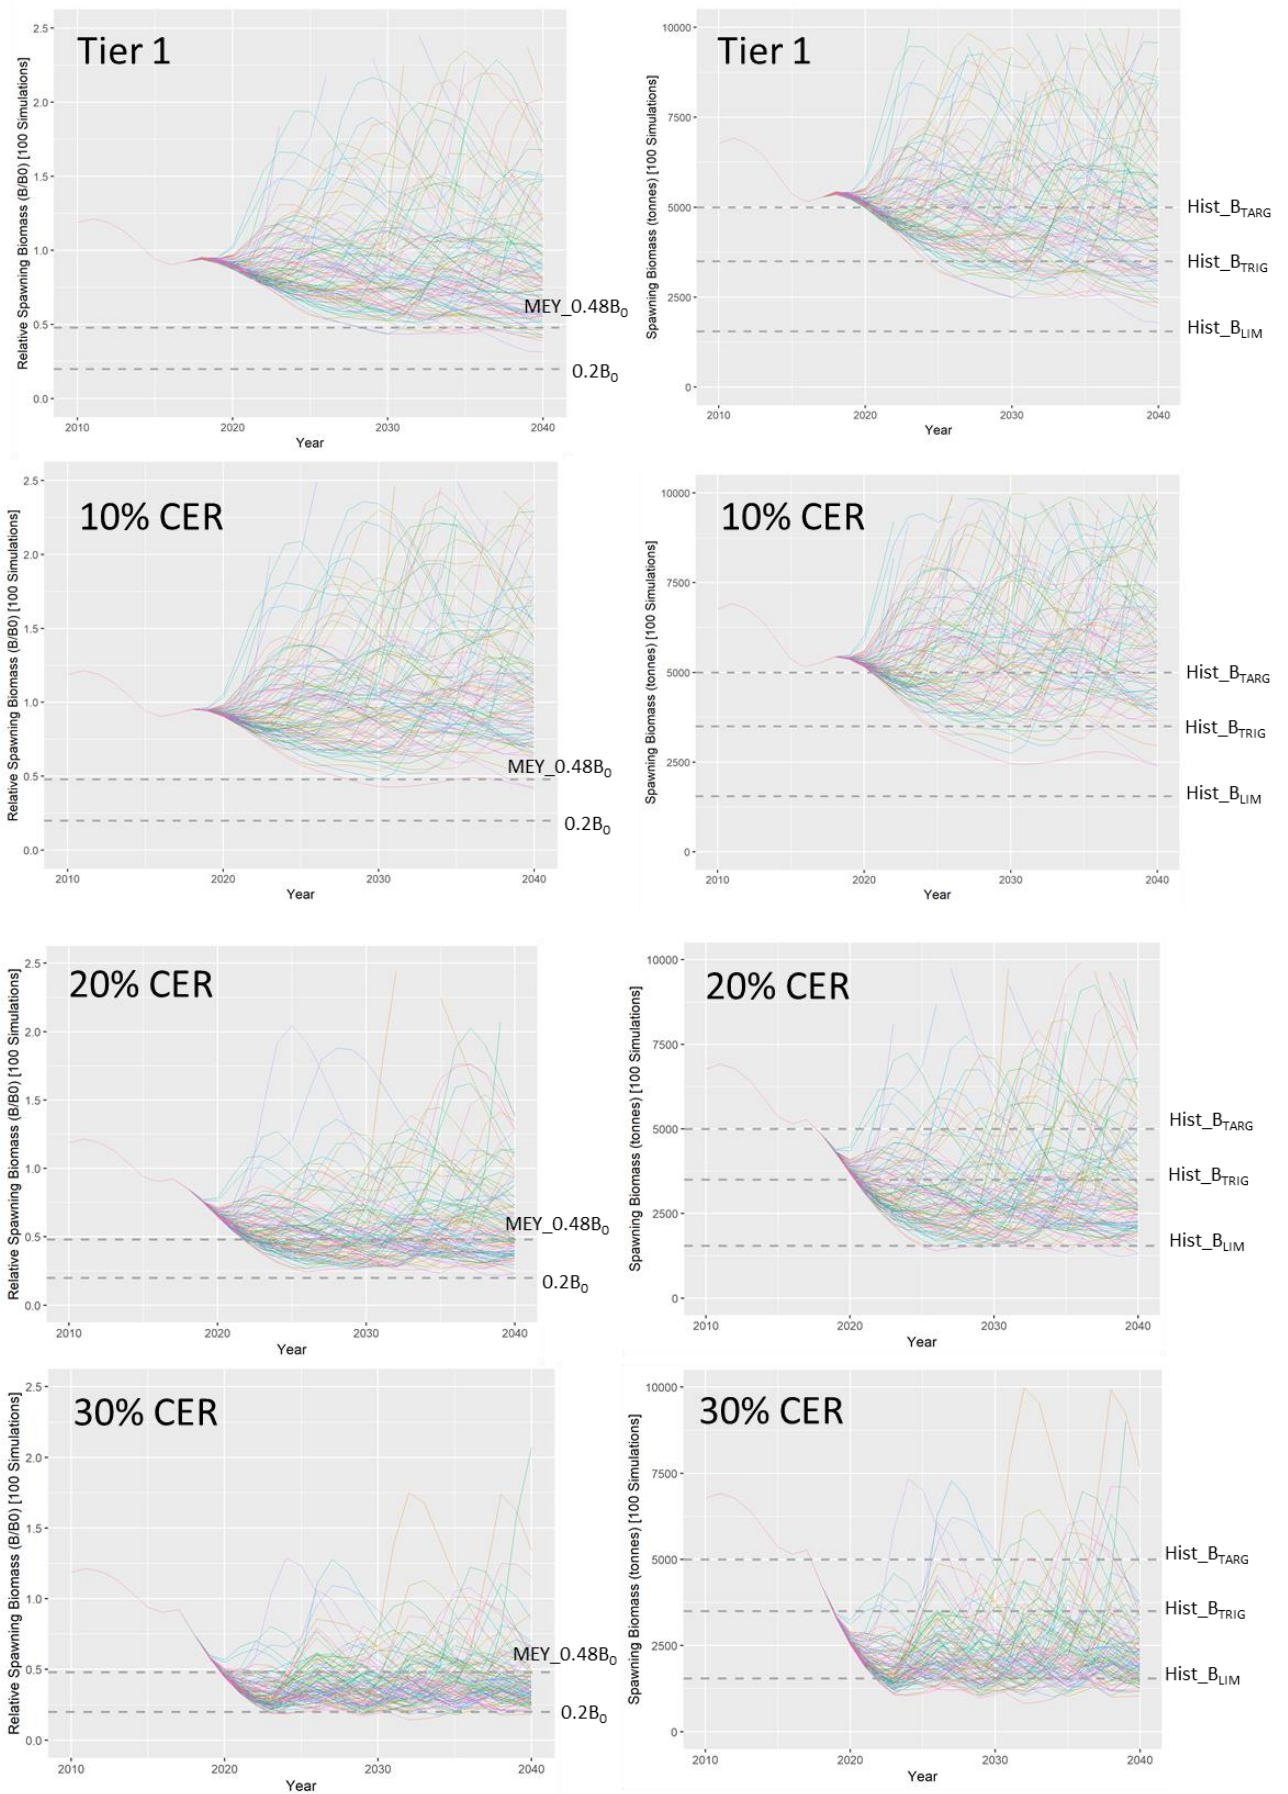 Tier 1
Relative Spawning Biomass (B/B0) [100 Simulations]
2.5
2.0
1.5
1.0
0.5
0.0
MEY_0.48B0
0.2B0
2010 2020 2030 2040
Year
Tier 1
Spawning Biomass (tonnes) [100 Simulations]
10000
7500
5000
2500
0
Hist_BTARG
Hist_BTRIG
Hist_BLIM
2010 2020 2030 2040
Year
10% CER
Relative Spawning Biomass (B/B0) [100 Simulations]
2.5
2.0
1.5
1.0
0.5
0.0
MEY_0.48B0
0.2B0
2010 2020 2030 2040
Year
10% CER
Spawning Biomass (tonnes) [100 Simulations]
10000
7500
5000
2500
0
Hist_BTARG
Hist_BTRIG
Hist_BLIM
2010 2020 2030 2040
Year
20% CER
Relative Spawning Biomass (B/B0) [100 Simulations]
2.5
2.0
1.5
1.0
0.5
0.0
MEY_0.48B0
0.2B0
2010 2020 2030 2040
Year
20% CER
Spawning Biomass (tonnes) [100 Simulations]
10000
7500
5000
2500
0
Hist_BTARG
Hist_BTRIG
Hist_BLIM
2010 2020 2030 2040
Year
30% CER
Relative Spawning Biomass (B/B0) [100 Simulations]
2.5
2.0
1.5
1.0
0.5
0.0
MEY_0.48B0
0.2B0
2010 2020 2030 2040
Year
30% CER
Spawning Biomass (tonnes) [100 Simulations]
10000
7500
5000
2500
0
Hist_BTARG
Hist_BTRIG
Hist_BLIM
2010 2020 2030 2040
Year